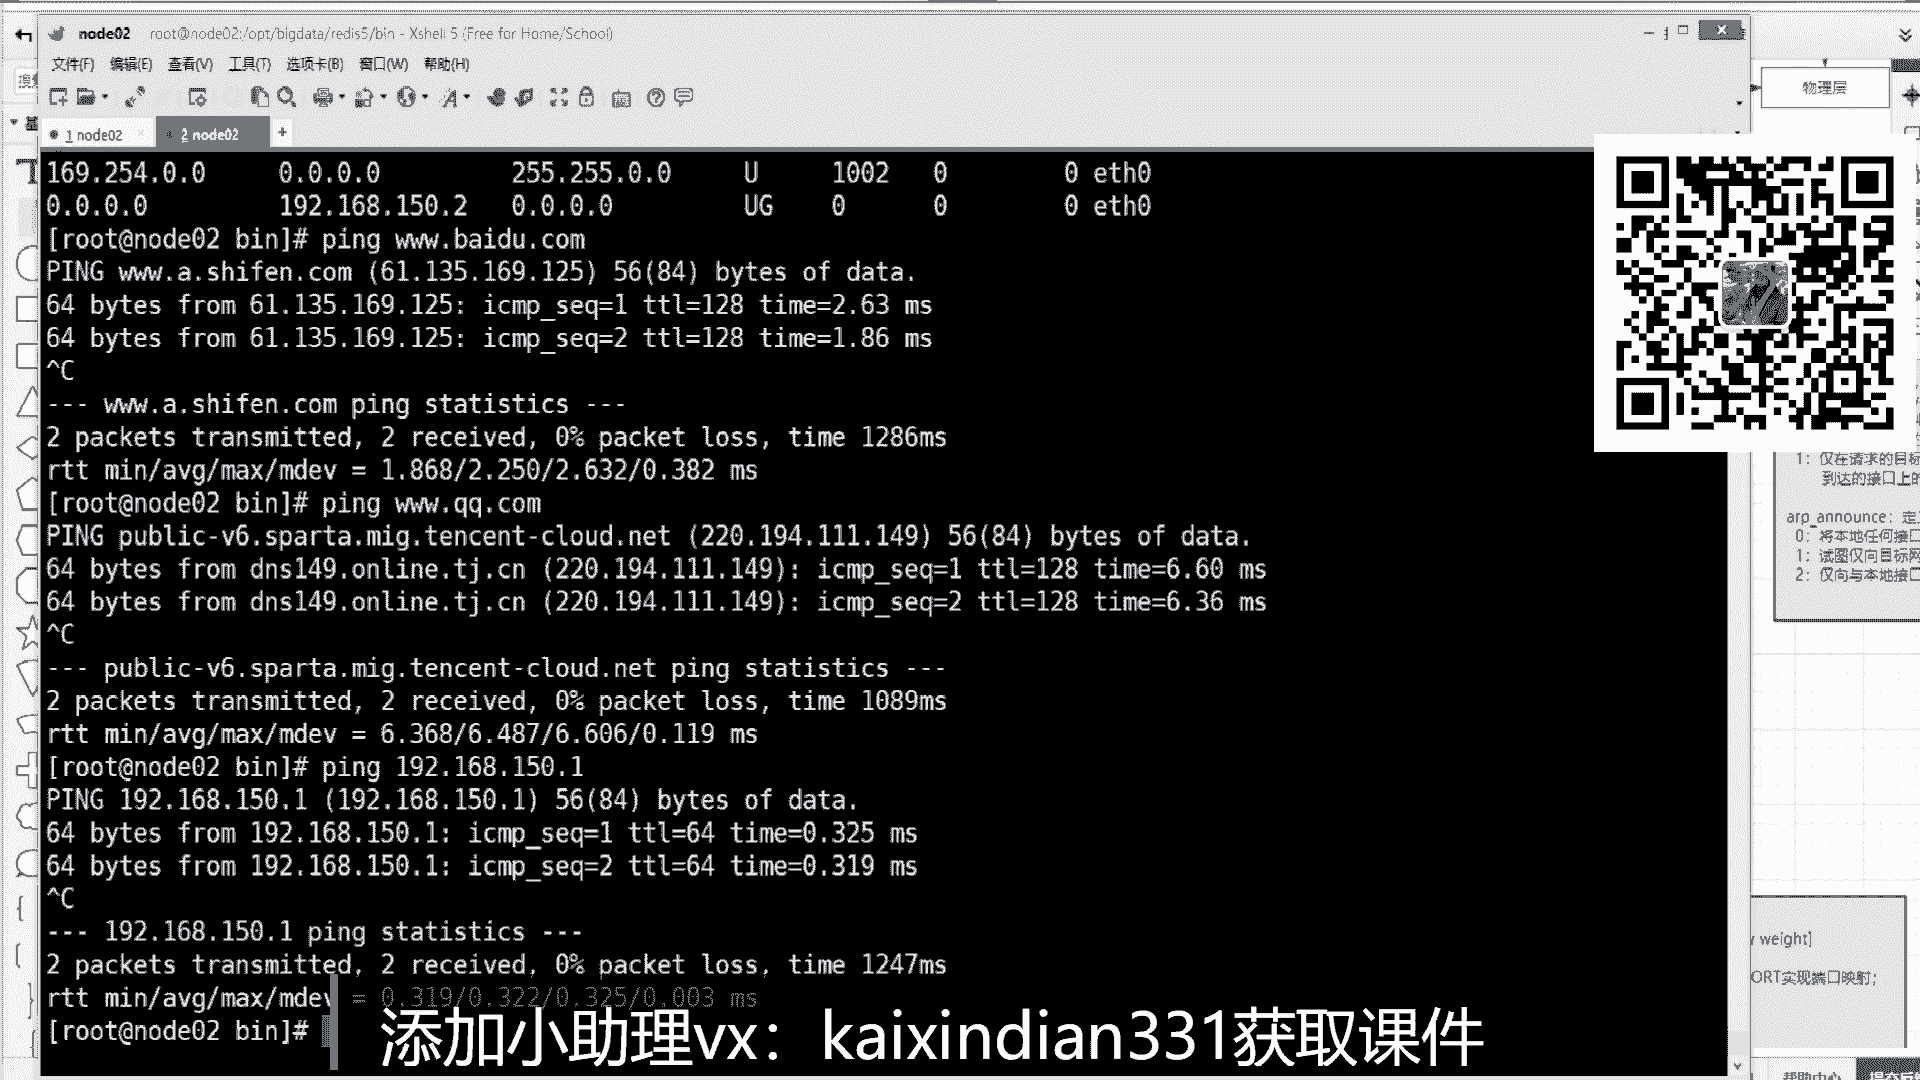 node02 root@node02:/opt/bigdata/redis5/bin - Xshell 5 (Free for Home/School)
文件(F) 编辑(E) 查看(V) 工具(T) 选项卡(B) 窗口(W) 帮助(H)
1 node02
2 node02
169.254.0.0 0.0.0.0 255.255.0.0 U 1002 0 0 eth0
0.0.0.0 192.168.150.2 0.0.0.0 UG 0 0 0 eth0
[root@node02 bin]# ping www.baidu.com
PING www.a.shifen.com (61.135.169.125) 56(84) bytes of data.
64 bytes from 61.135.169.125: icmp_seq=1 ttl=128 time=2.63 ms
64 bytes from 61.135.169.125: icmp_seq=2 ttl=128 time=1.86 ms
^C
--- www.a.shifen.com ping statistics ---
2 packets transmitted, 2 received, 0% packet loss, time 1286ms
rtt min/avg/max/mdev = 1.868/2.250/2.632/0.382 ms
[root@node02 bin]# ping www.qq.com
PING public-v6.sparta.mig.tencent-cloud.net (220.194.111.149) 56(84) bytes of data.
64 bytes from dns149.online.tj.cn (220.194.111.149): icmp_seq=1 ttl=128 time=6.60 ms
64 bytes from dns149.online.tj.cn (220.194.111.149): icmp_seq=2 ttl=128 time=6.36 ms
^C
--- public-v6.sparta.mig.tencent-cloud.net ping statistics ---
2 packets transmitted, 2 received, 0% packet loss, time 1089ms
rtt min/avg/max/mdev = 6.368/6.487/6.606/0.119 ms
[root@node02 bin]# ping 192.168.150.1
PING 192.168.150.1 (192.168.150.1) 56(84) bytes of data.
64 bytes from 192.168.150.1: icmp_seq=1 ttl=64 time=0.325 ms
64 bytes from 192.168.150.1: icmp_seq=2 ttl=64 time=0.319 ms
^C
--- 192.168.150.1 ping statistics ---
2 packets transmitted, 2 received, 0% packet loss, time 1247ms
rtt min/avg/max/mdev = 0.319/0.322/0.325/0.003 ms
[root@node02 bin]#
物理层
1: 仅在请求的目标
到达的接口上的
arp_announce: 定
0: 将本地任何接口
1: 试图仅向目标网
2: 仅向与本地接口
weight]
ORT实现端口映射;
帮助中心
添加小助理vx：kaixindian331获取课件